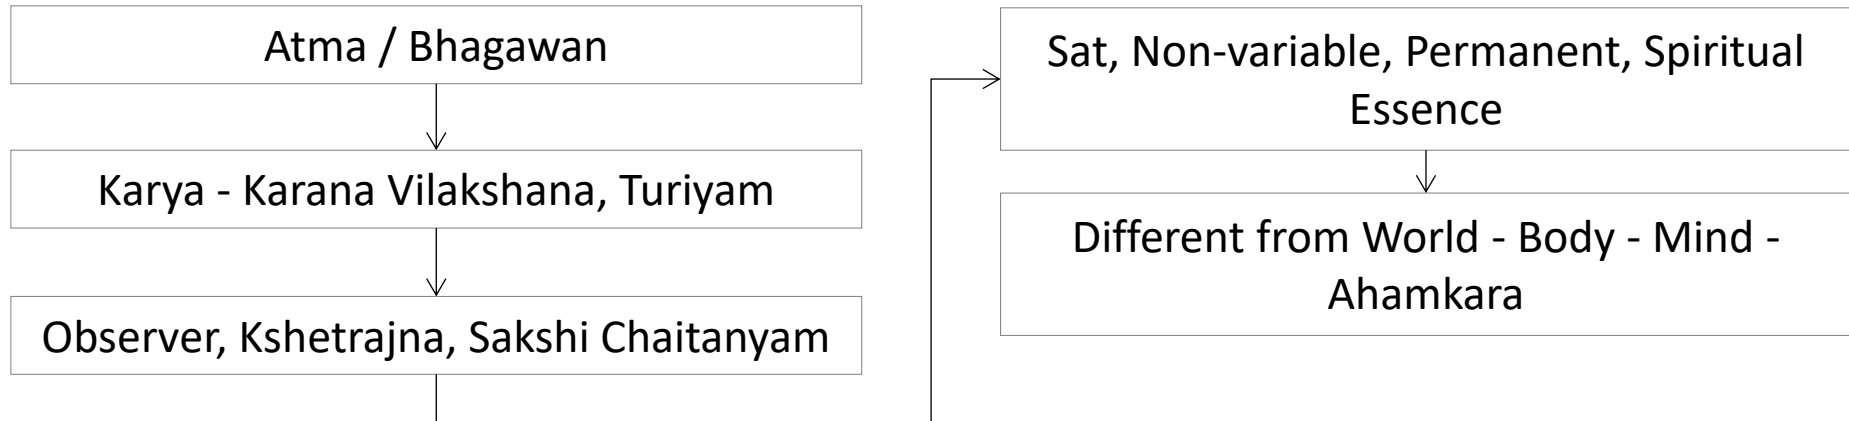 Atma / Bhagawan
Karya - Karana Vilakshana, Turiyam
Observer, Kshetrajna, Sakshi Chaitanyam
Sat, Non-variable, Permanent, Spiritual
Essence
Different from World - Body - Mind -
Ahamkara